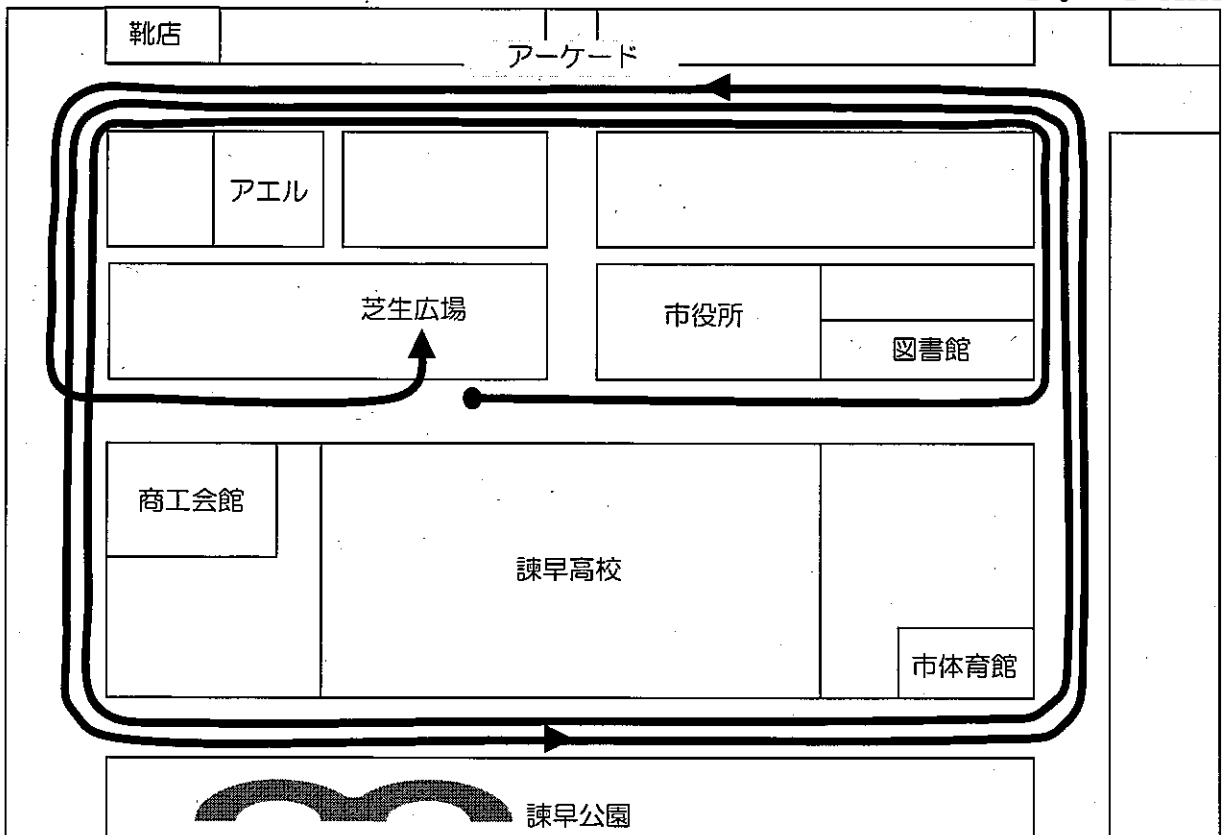 靴店
アーケード
アエル
芝生広場
市役所
図書館
商工会館
諫早高校
市体育館
諫早公園